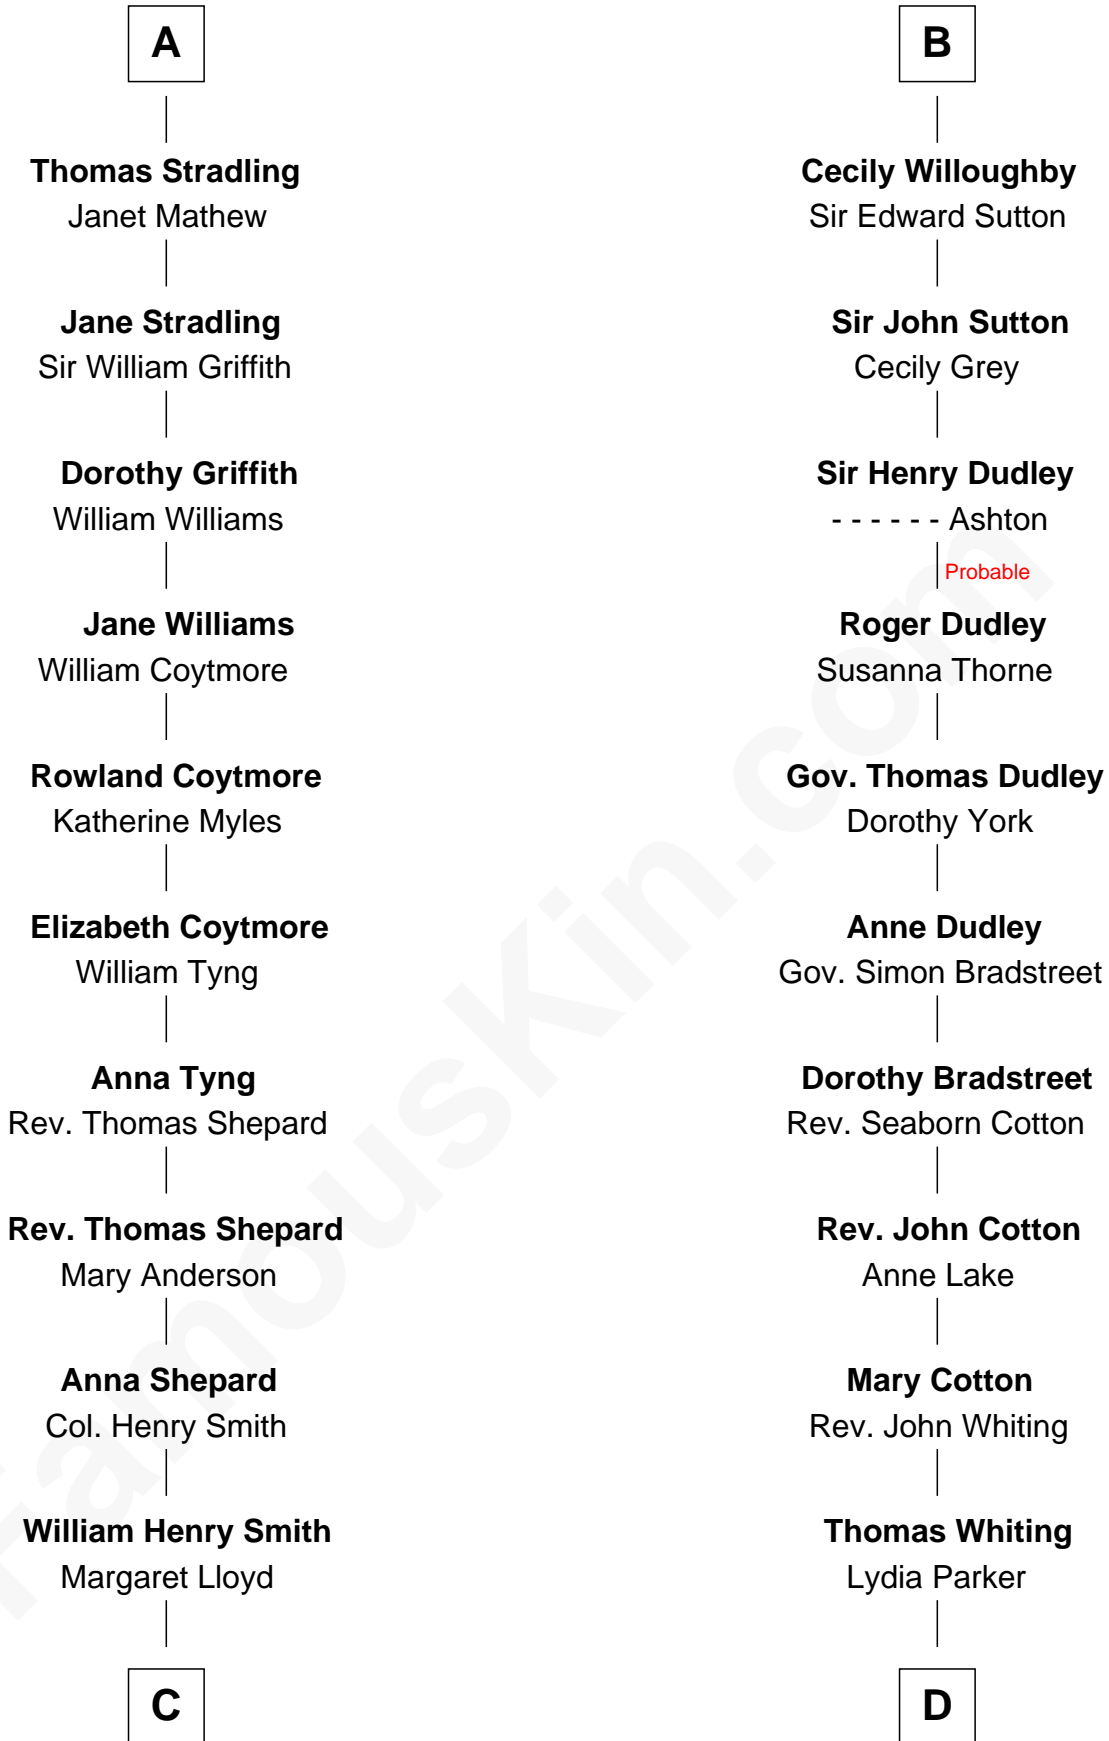 A
Thomas Stradling
Janet Mathew
Jane Stradling
Sir William Griffith
Dorothy Griffith
William Williams
Jane Williams
William Coytmore
Rowland Coytmore
Katherine Myles
Elizabeth Coytmore
William Tyng
Anna Tyng
Rev. Thomas Shepard
Rev. Thomas Shepard
Mary Anderson
Anna Shepard
Col. Henry Smith
William Henry Smith
Margaret Lloyd
C
B
Cecily Willoughby
Sir Edward Sutton
Sir John Sutton
Cecily Grey
Sir Henry Dudley
- - - - - - Ashton
Probable
Roger Dudley
Susanna Thorne
Gov. Thomas Dudley
Dorothy York
Anne Dudley
Gov. Simon Bradstreet
Dorothy Bradstreet
Rev. Seaborn Cotton
Rev. John Cotton
Anne Lake
Mary Cotton
Rev. John Whiting
Thomas Whiting
Lydia Parker
D
FamousKin.com